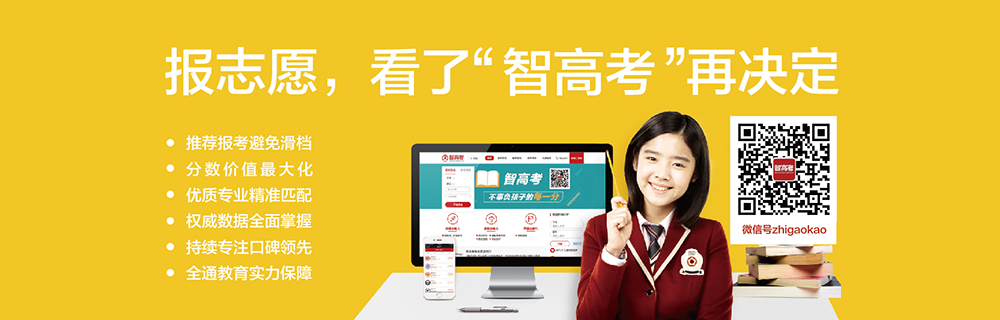 报志愿，看了“智高考”再决定
推荐报考避免滑档
分数价值最大化
优质专业精准匹配
权威数据全面掌握
持续专注口碑领先
全通教育实力保障
智高考
智高考
不辜负孩子的每一分
智高考
微信号zhigaokao